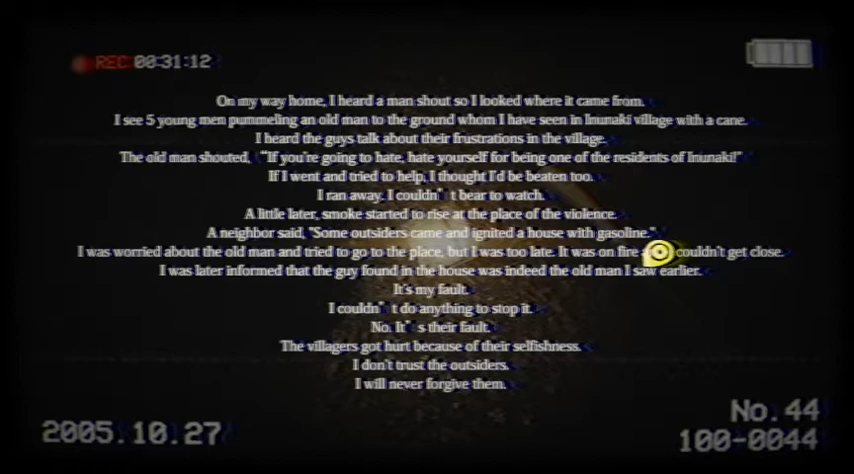 REC 00:31:12
On my way home, I heard a man shout so I looked where it came from.
I see 5 young men pummeling an old man to the ground whom I have seen in Inunaki village with a cane.
I heard the guys talk about their frustrations in the village.
The old man shouted, “If you're going to hate, hate yourself for being one of the residents of Inunaki!”
If I went and tried to help, I thought I'd be beaten too.
I ran away. I couldn’t bear to watch.
A little later, smoke started to rise at the place of the violence.
A neighbor said, "Some outsiders came and ignited a house with gasoline."
I was worried about the old man and tried to go to the place, but I was too late. It was on fire couldn't get close.
I was later informed that the guy found in the house was indeed the old man I saw earlier.
It's my fault.
I couldn’t do anything to stop it.
No. It’s their fault.
The villagers got hurt because of their selfishness.
I don't trust the outsiders.
I will never forgive them.
2005.10.27
No.44
100-0044